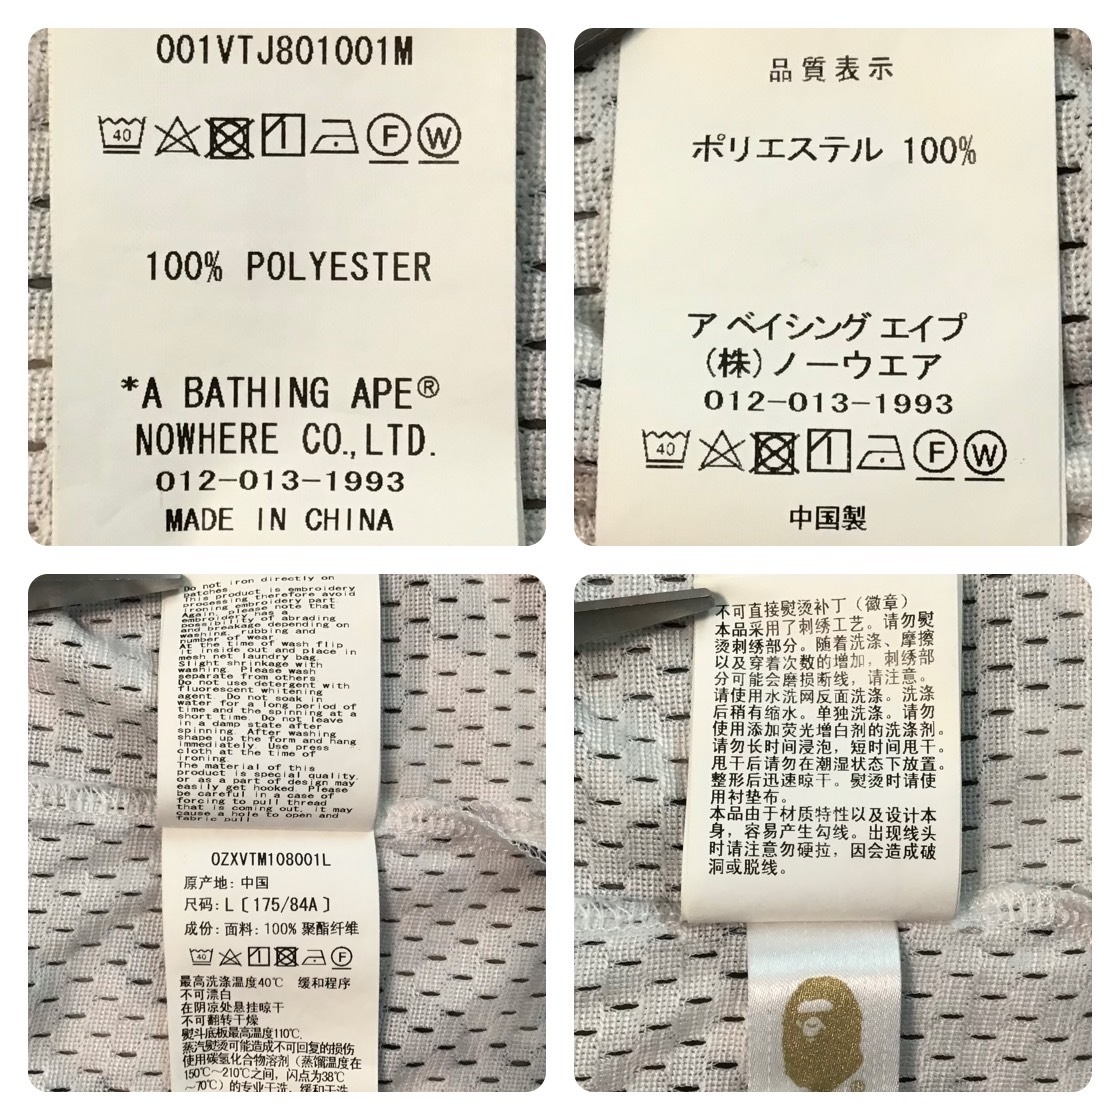 001VTJ801001M
40
F
W
100% POLYESTER
*A BATHING APE®
NOWHERE CO.,LTD.
012-013-1993
MADE IN CHINA
品質表示
ポリエステル 100%
ア ベイシング エイプ
(株)ノーウエア
012-013-1993
40
F
W
中国製
Do not iron directly on
patches
This product is embroidery
processing therefore avoid
ironing embroidery part
Again, please note that
embroidery has a
possibility of abrading
and breakage depending on
washing, rubbing and
number of wear
At the time of wash flip
it inside out and place in
mesh net laundry bag
Slight shrinkage with
washing. Please wash
separate from others
Do not use detergent with
fluorescent whitening
agent. Do not soak in
water for a long period of
time and the spinning at a
short time. Do not leave
in a damp state after
spinning. After washing
shape up the form and hang
immediately. Use press
cloth at the time of
ironing
The material of this
product is special quality.
or as a part of design may
easily get hooked. Please
be careful in a case of
forcing to pull thread
that is coming out, it may
cause a hole to open and
fabric pull
0ZXVTM108001L
原产地: 中国
尺码: L〔175/84A〕
成份: 面料: 100% 聚酯纤维
40
F
最高洗涤温度40℃ 缓和程序
不可漂白
在阴凉处悬挂晾干
不可翻转干燥
熨斗底板最高温度110℃.
蒸汽熨烫可能造成不可回复的损伤
使用碳氢化合物溶剂（蒸馏温度在
150℃~210℃之间, 闪点为38℃
~70℃）的专业干洗, 缓和干洗
不可直接熨烫补丁（徽章）
本品采用了刺绣工艺。请勿熨
烫刺绣部分。随着洗涤、摩擦
以及穿着次数的增加, 刺绣部
分可能会磨损断线, 请注意。
请使用水洗网反面洗涤。洗涤
后稍有缩水。单独洗涤。请勿
使用添加荧光增白剂的洗涤剂。
请勿长时间浸泡, 短时间甩干。
甩干后请勿在潮湿状态下放置。
整形后迅速晾干。熨烫时请使
用衬垫布。
本品由于材质特性以及设计本
身, 容易产生勾线。出现线头
时请注意勿硬拉, 因会造成破
洞或脱线。
®